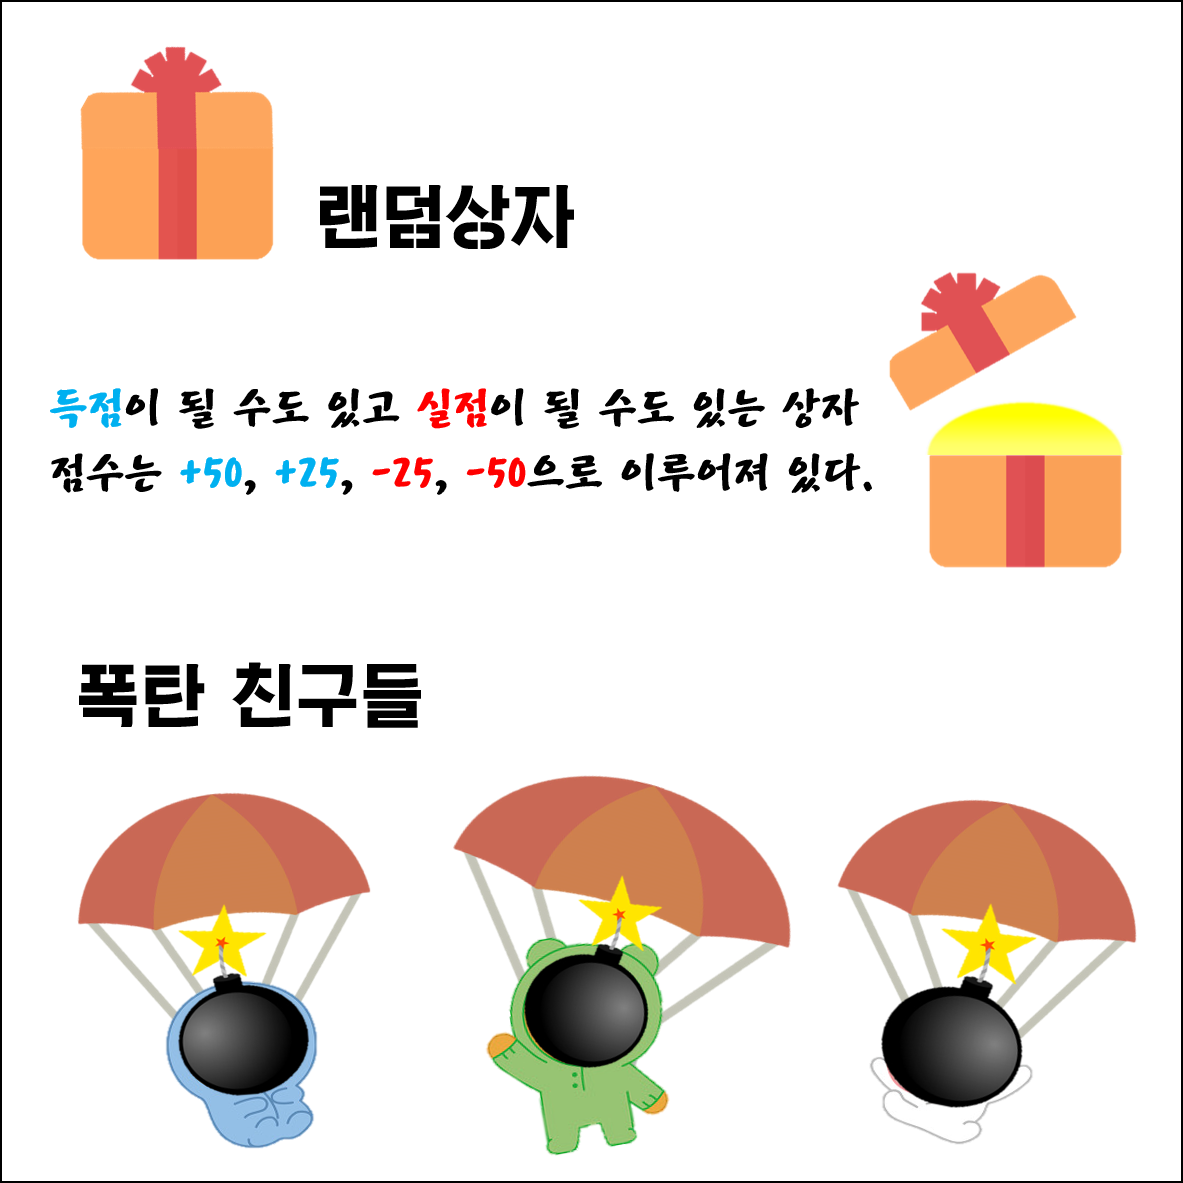 랜덤상자
득점이 될 수도 있고 실점이 될 수도 있는 상자
점수는 +50, +25, -25, -50으로 이루어져 있다.
폭탄 친구들